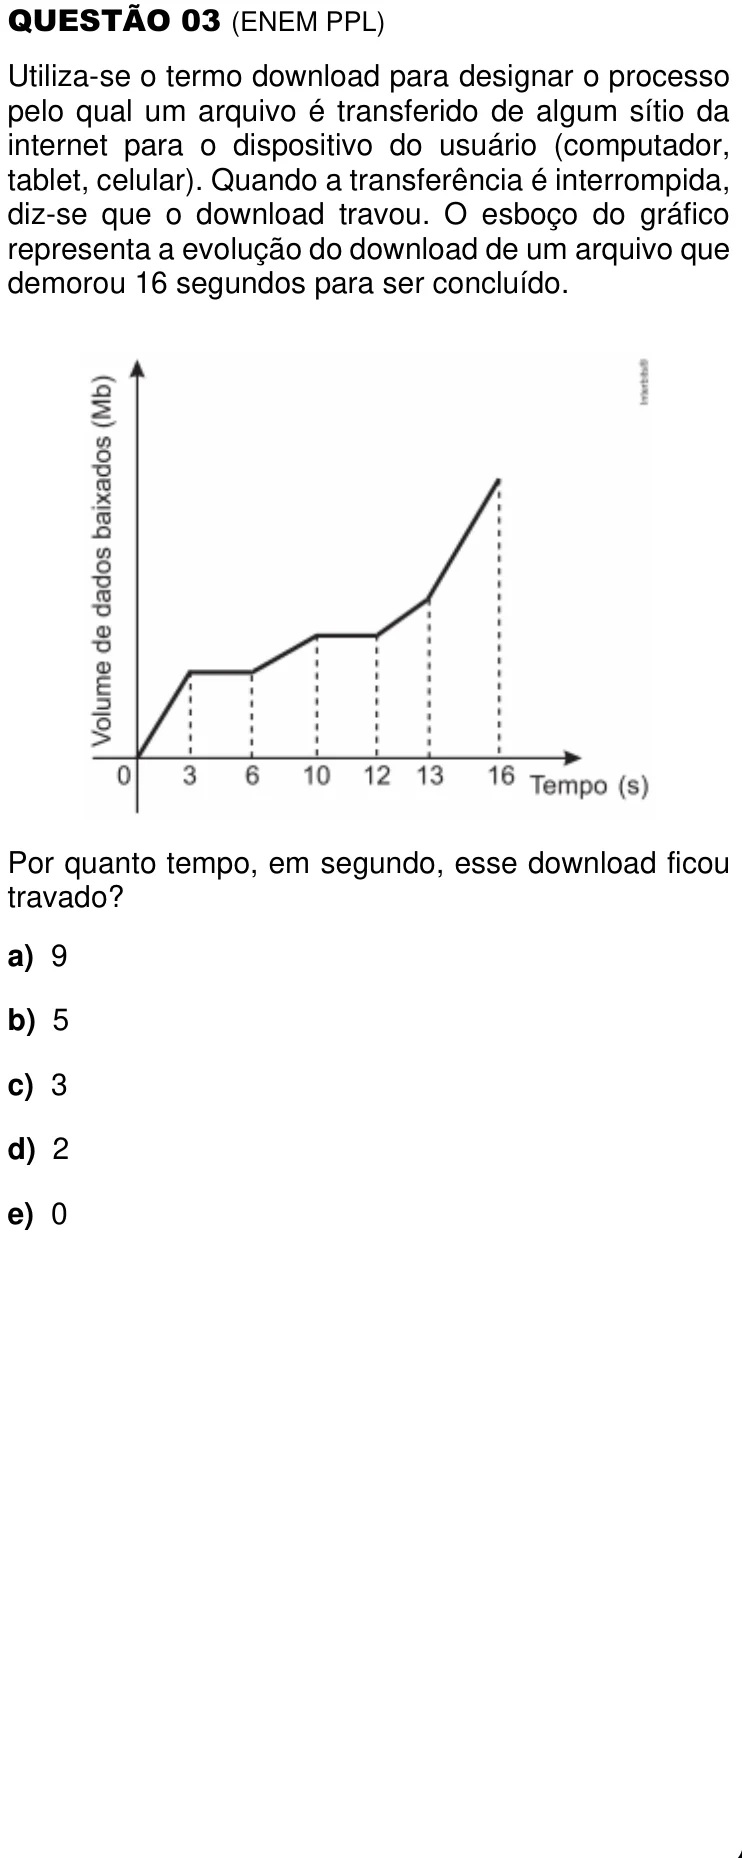 QUESTÃO 03 (ENEM PPL)
Utiliza-se o termo download para designar o processo
pelo qual um arquivo é transferido de algum sítio da
internet para o dispositivo do usuário (computador,
tablet, celular). Quando a transferência é interrompida,
diz-se que o download travou. O esboço do gráfico
representa a evolução do download de um arquivo que
demorou 16 segundos para ser concluído.
Interbits®
Volume de dados baixados (Mb)
0 3 6 10 12 13 16 Tempo (s)
Por quanto tempo, em segundo, esse download ficou
travado?
a) 9
b) 5
c) 3
d) 2
e) 0